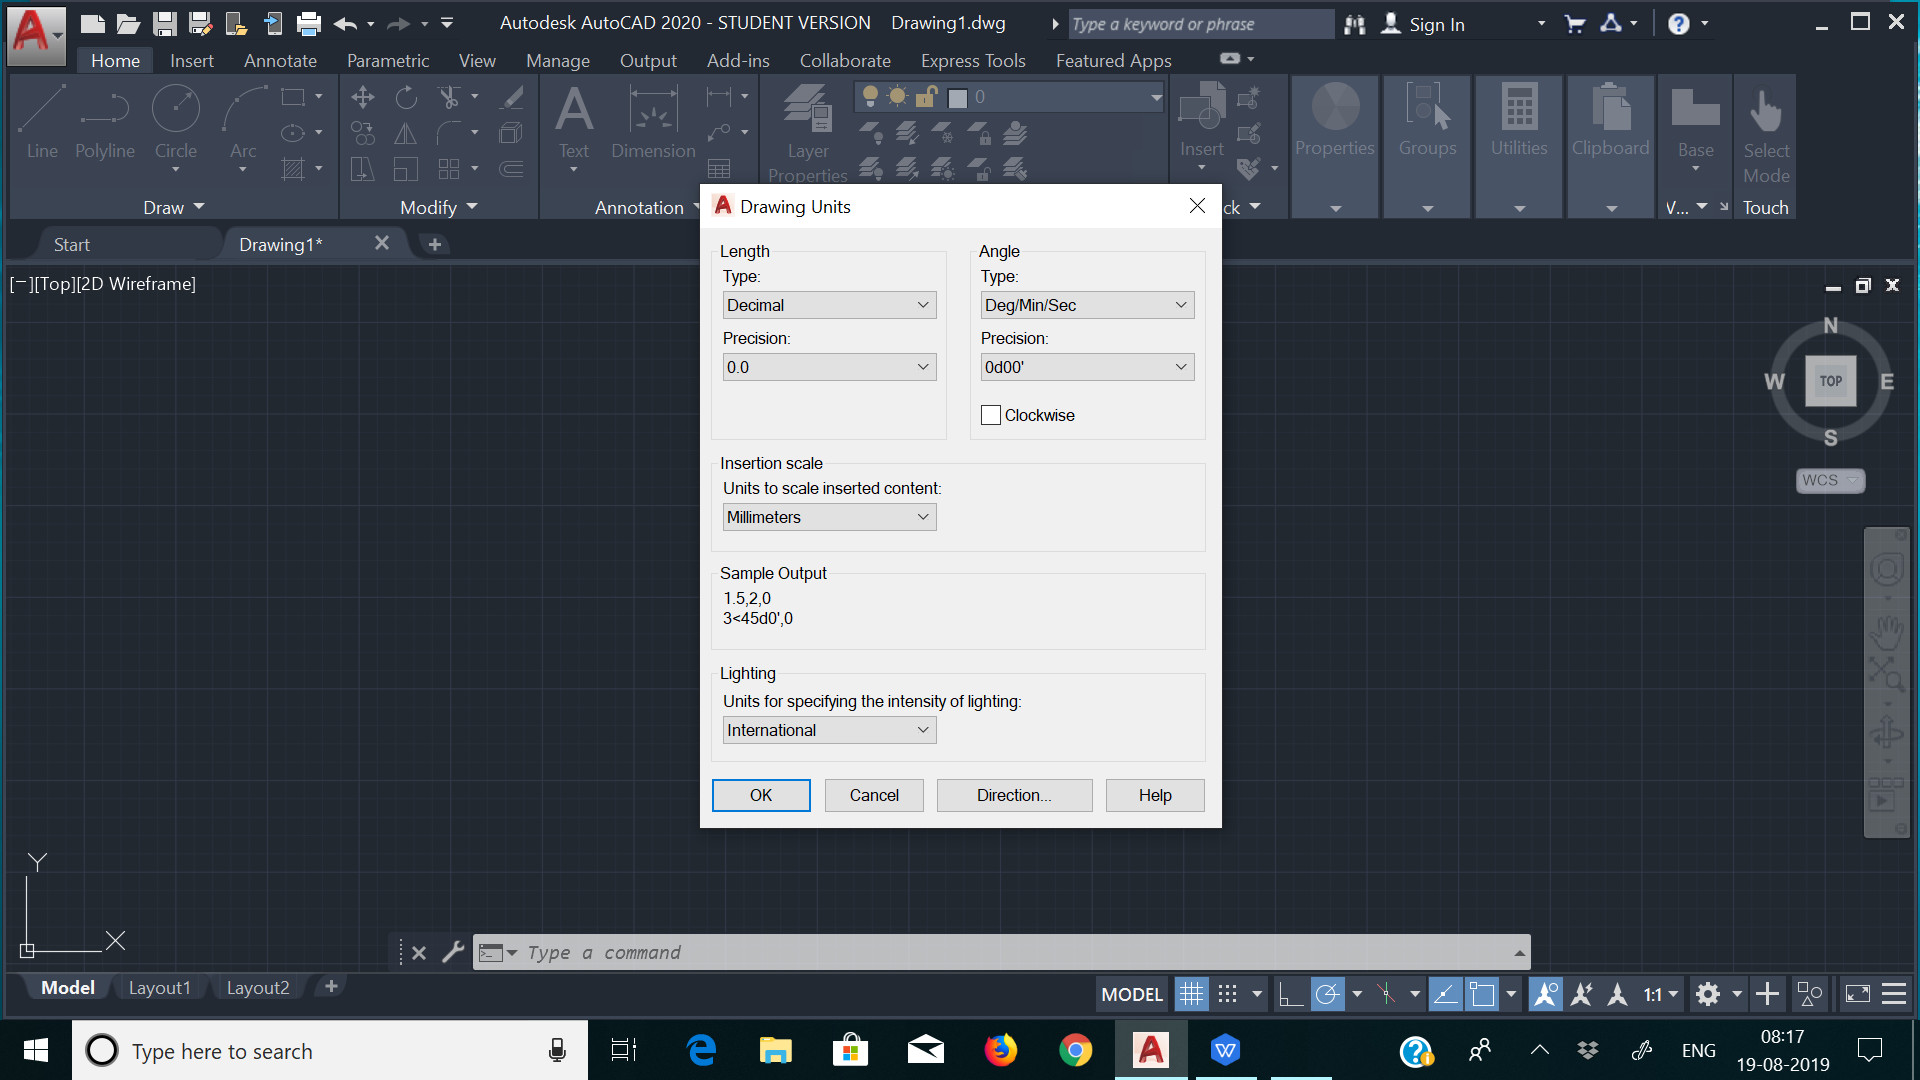 Autodesk AutoCAD 2020 - STUDENT VERSION Drawing1.dwg Type a keyword or phrase Sign In
Home Insert Annotate Parametric View Manage Output Add-ins Collaborate Express Tools Featured Apps
0
Line Polyline Circle Arc Text Dimension Layer Properties Insert Properties Groups Utilities Clipboard Base Select Mode
Draw Modify Annotation ck V... Touch
Start Drawing1* 
[−][Top][2D Wireframe]
Drawing Units
Length
Type:
Decimal
Precision:
0.0
Angle
Type:
Deg/Min/Sec
Precision:
0d00'
Clockwise
Insertion scale
Units to scale inserted content:
Millimeters
Sample Output
1.5,2,0
3<45d0',0
Lighting
Units for specifying the intensity of lighting:
International
OK Cancel Direction... Help
N
W TOP E
S
WCS
Y
X
Type a command
Model Layout1 Layout2 MODEL 1:1
Type here to search ENG 08:17
19-08-2019